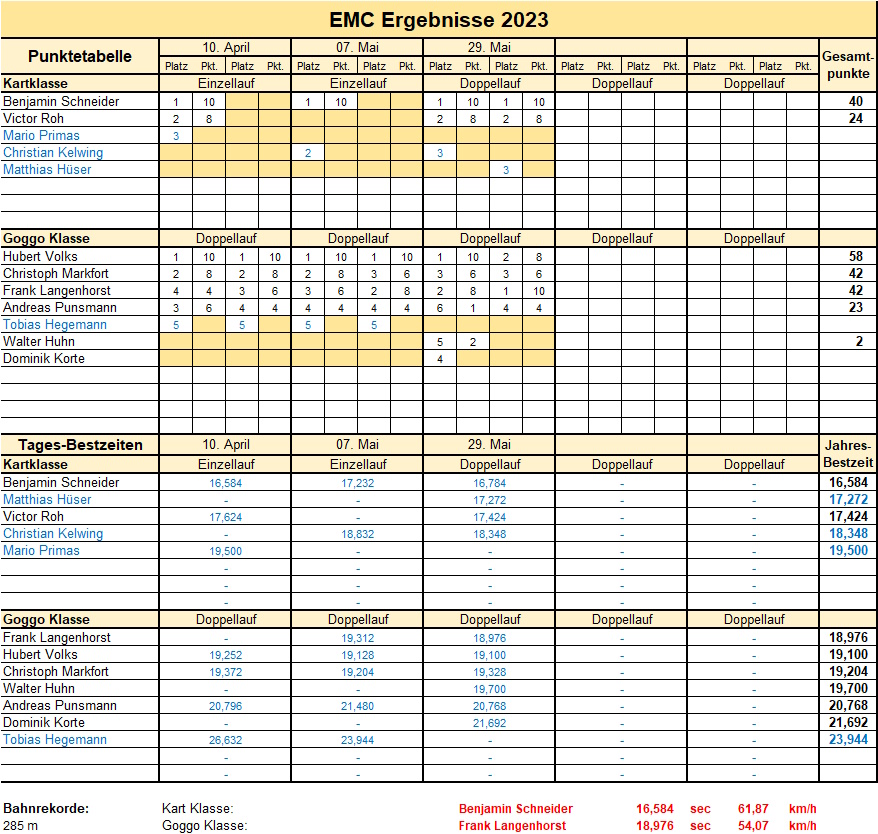 EMC Ergebnisse 2023
Punktetabelle 10. April 07. Mai 29. Mai Gesamt-punkte
Platz Pkt. Platz Pkt. Platz Pkt. Platz Pkt. Platz Pkt. Platz Pkt. Platz Pkt. Platz Pkt. Platz Pkt. Platz Pkt.
Kartklasse Einzellauf Einzellauf Doppellauf Doppellauf Doppellauf
Benjamin Schneider 1 10 1 10 1 10 1 10 40
Victor Roh 2 8 2 8 2 8 24
Mario Primas 3
Christian Kelwing 2 3
Matthias Hüser 3
Goggo Klasse Doppellauf Doppellauf Doppellauf Doppellauf Doppellauf
Hubert Volks 1 10 1 10 1 10 1 10 1 10 2 8 58
Christoph Markfort 2 8 2 8 2 8 3 6 3 6 3 6 42
Frank Langenhorst 4 4 3 6 3 6 2 8 2 8 1 10 42
Andreas Punsmann 3 6 4 4 4 4 4 4 6 1 4 4 23
Tobias Hegemann 5 5 5 5
Walter Huhn 5 2 2
Dominik Korte 4
Tages-Bestzeiten 10. April 07. Mai 29. Mai Jahres-Bestzeit
Kartklasse Einzellauf Einzellauf Doppellauf Doppellauf Doppellauf
Benjamin Schneider 16,584 17,232 16,784 - - 16,584
Matthias Hüser - - 17,272 - - 17,272
Victor Roh 17,624 - 17,424 - - 17,424
Christian Kelwing - 18,832 18,348 - - 18,348
Mario Primas 19,500 - - - - 19,500
- - - - -
- - - - -
- - - - -
Goggo Klasse Doppellauf Doppellauf Doppellauf Doppellauf Doppellauf
Frank Langenhorst - 19,312 18,976 - - 18,976
Hubert Volks 19,252 19,128 19,100 - - 19,100
Christoph Markfort 19,372 19,204 19,328 - - 19,204
Walter Huhn - - 19,700 - - 19,700
Andreas Punsmann 20,796 21,480 20,768 - - 20,768
Dominik Korte - - 21,692 - - 21,692
Tobias Hegemann 26,632 23,944 - - - 23,944
- - - - -
- - - - -
Bahnrekorde: Kart Klasse: Benjamin Schneider 16,584 sec 61,87 km/h
285 m Goggo Klasse: Frank Langenhorst 18,976 sec 54,07 km/h